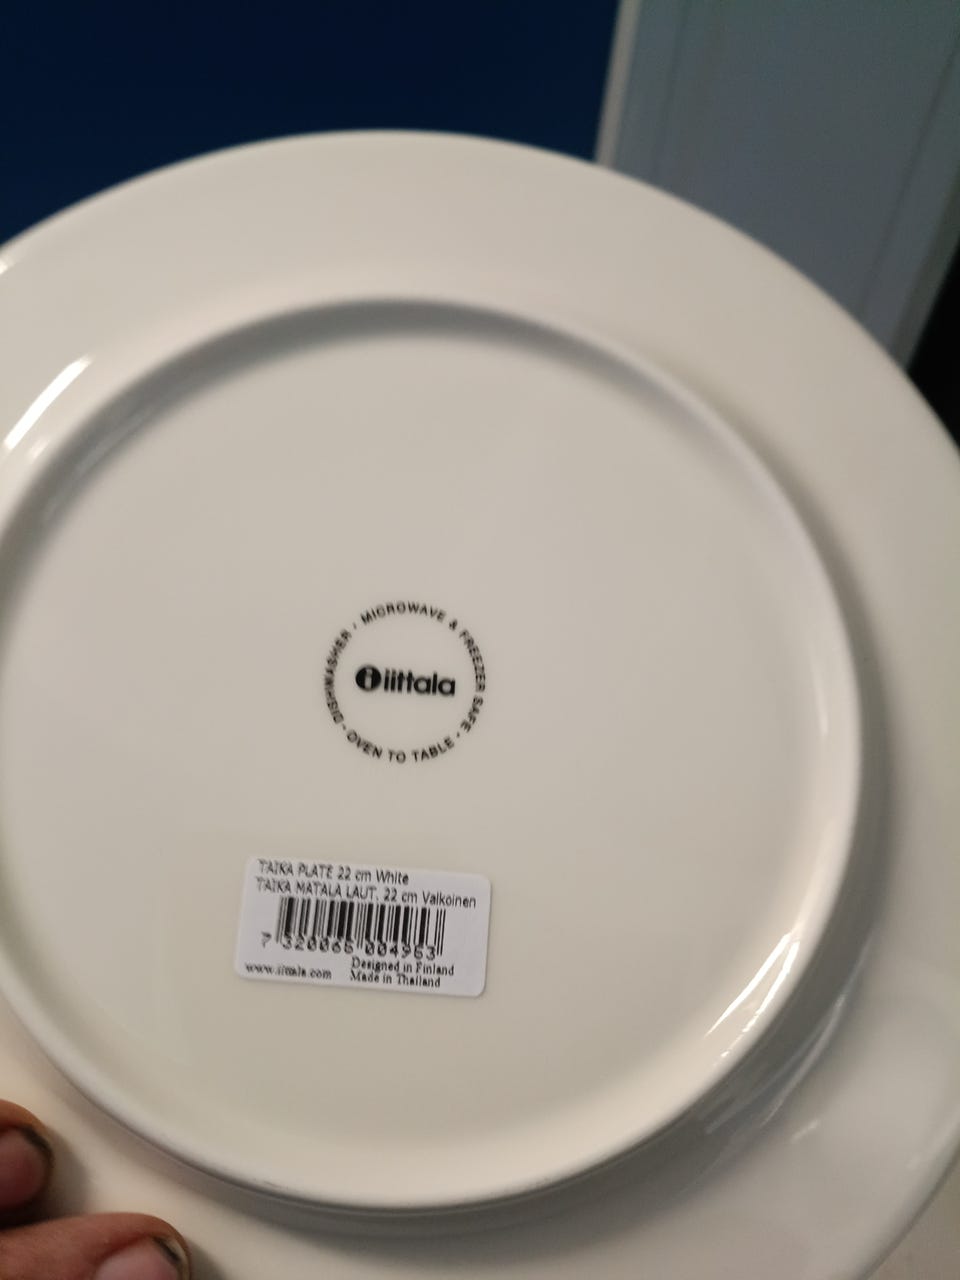 DISHWASHER · MICROWAVE & FREEZER SAFE · OVEN TO TABLE ·
iittala
TAIKA PLATE 22 cm White
TAIKA MATALA LAUT. 22 cm Valkoinen
7 320065 004963
www.iittala.com
Designed in Finland
Made in Thailand